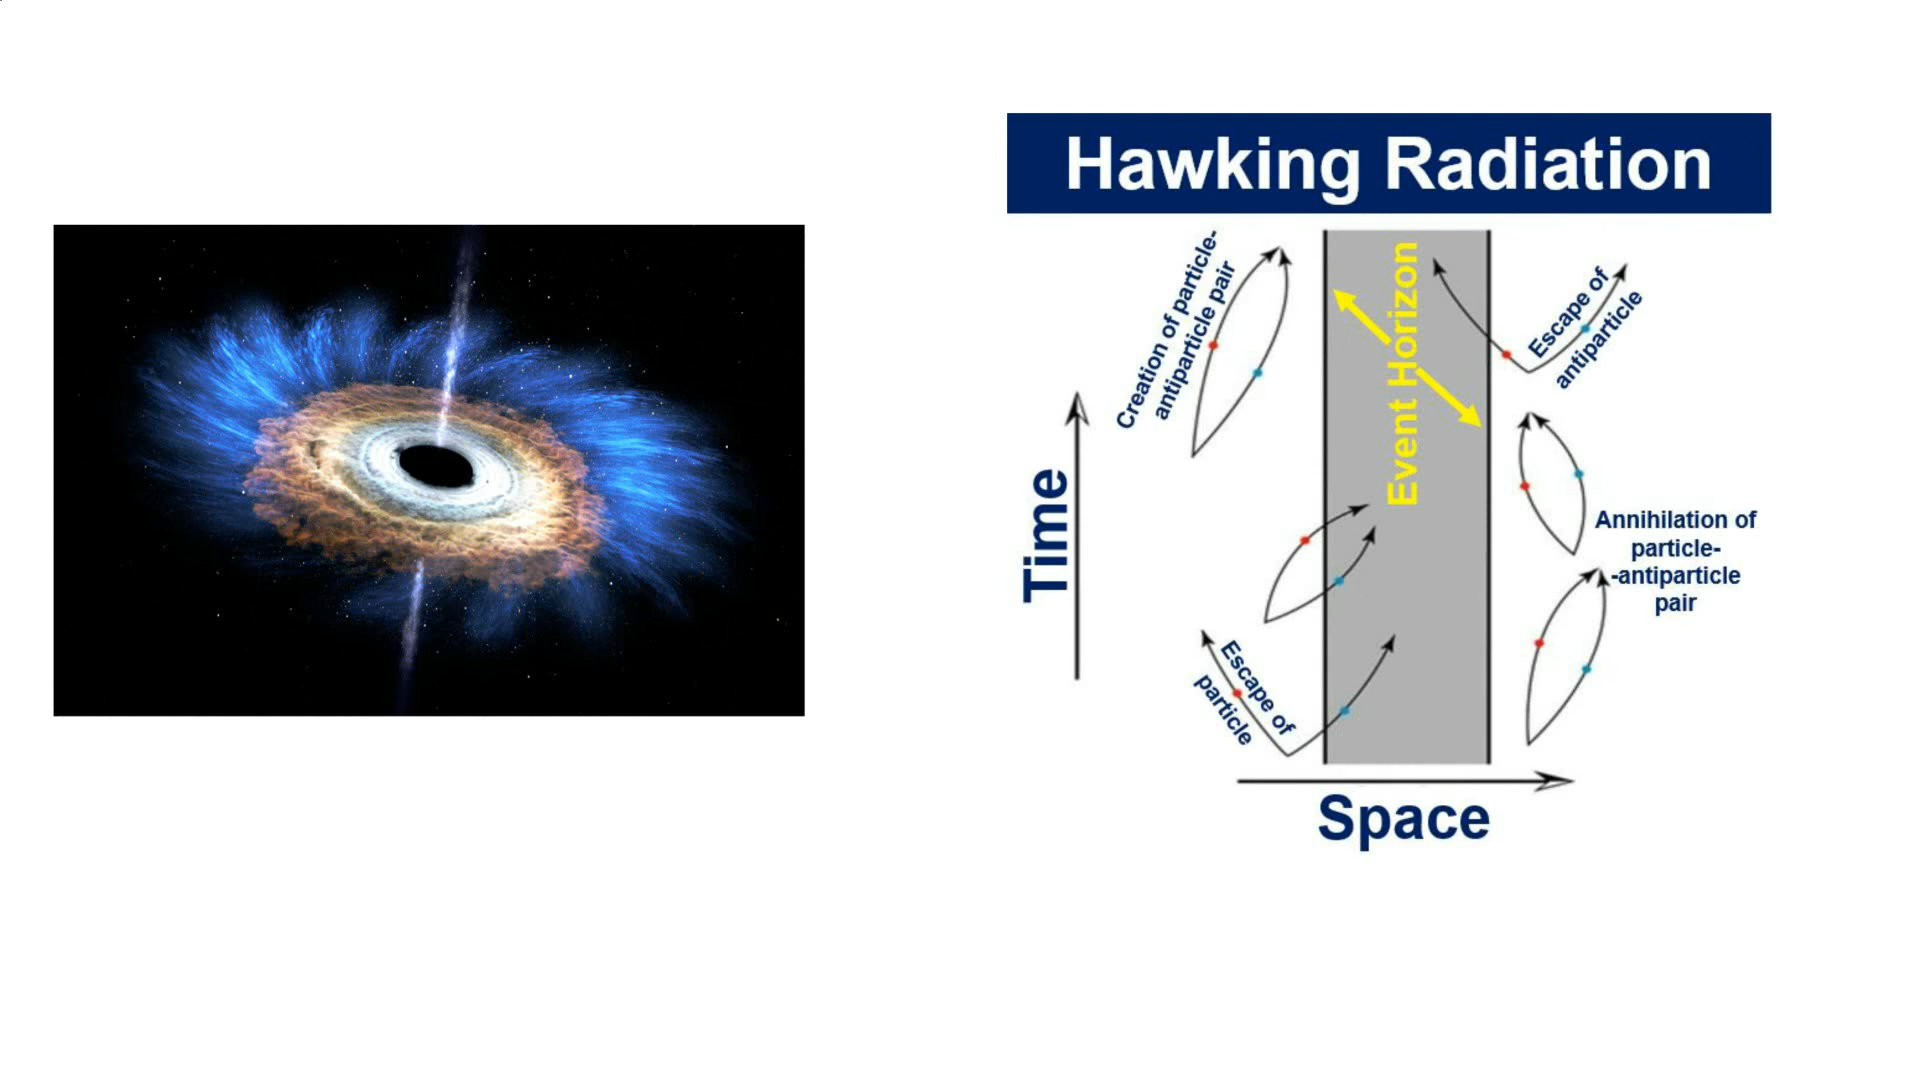 Hawking Radiation
Creation of particle-
antiparticle pair
Event Horizon
Escape of
antiparticle
Time
Annihilation of
particle-
-antiparticle
pair
Escape of
particle
Space